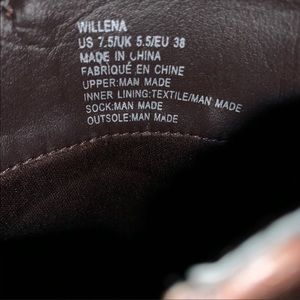 WILLENA
US 7.5/UK 5.5/EU 38
MADE IN CHINA
FABRIQUÉ EN CHINE
UPPER:MAN MADE
INNER LINING:TEXTILE/MAN MADE
SOCK:MAN MADE
OUTSOLE:MAN MADE